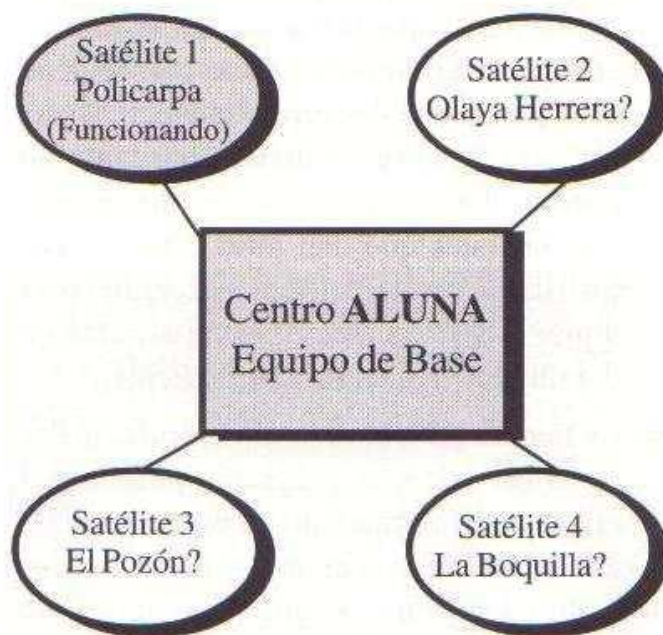 Satélite 1
Policarpa
(Funcionando)
Satélite 2
Olaya Herrera?
Centro ALUNA
Equipo de Base
Satélite 3
El Pozón?
Satélite 4
La Boquilla?